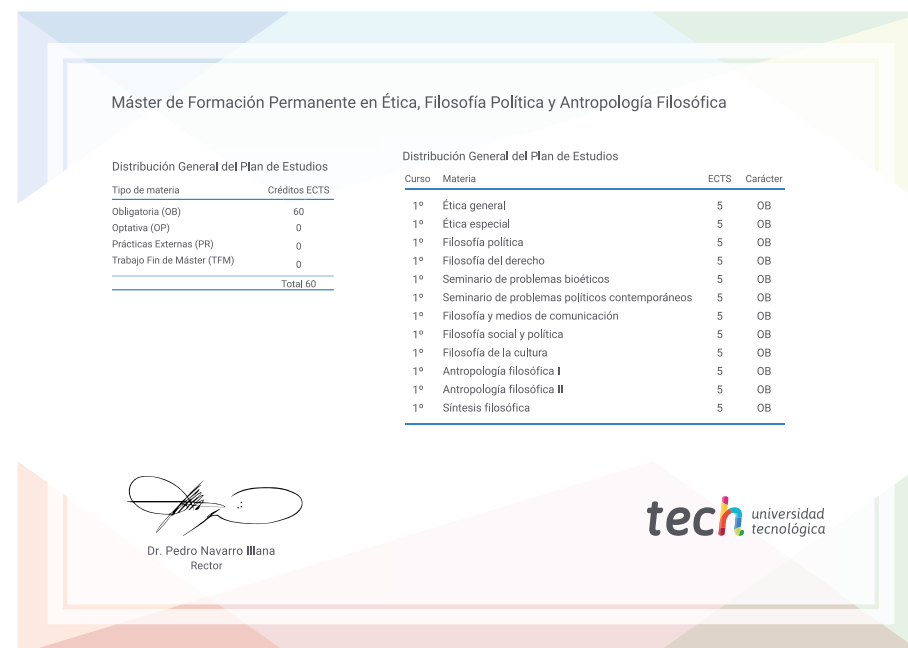 Máster de Formación Permanente en Ética, Filosofía Política y Antropología Filosófica
Distribución General del Plan de Estudios
Tipo de materia Créditos ECTS
Obligatoria (OB) 60
Optativa (OP) 0
Prácticas Externas (PR) 0
Trabajo Fin de Máster (TFM) 0
Total 60
Distribución General del Plan de Estudios
Curso Materia ECTS Carácter
1º Ética general 5 OB
1º Ética especial 5 OB
1º Filosofía política 5 OB
1º Filosofía del derecho 5 OB
1º Seminario de problemas bioéticos 5 OB
1º Seminario de problemas políticos contemporáneos 5 OB
1º Filosofía y medios de comunicación 5 OB
1º Filosofía social y política 5 OB
1º Filosofía de la cultura 5 OB
1º Antropología filosófica I 5 OB
1º Antropología filosófica II 5 OB
1º Síntesis filosófica 5 OB
Dr. Pedro Navarro Illana
Rector
tech universidad
tecnológica